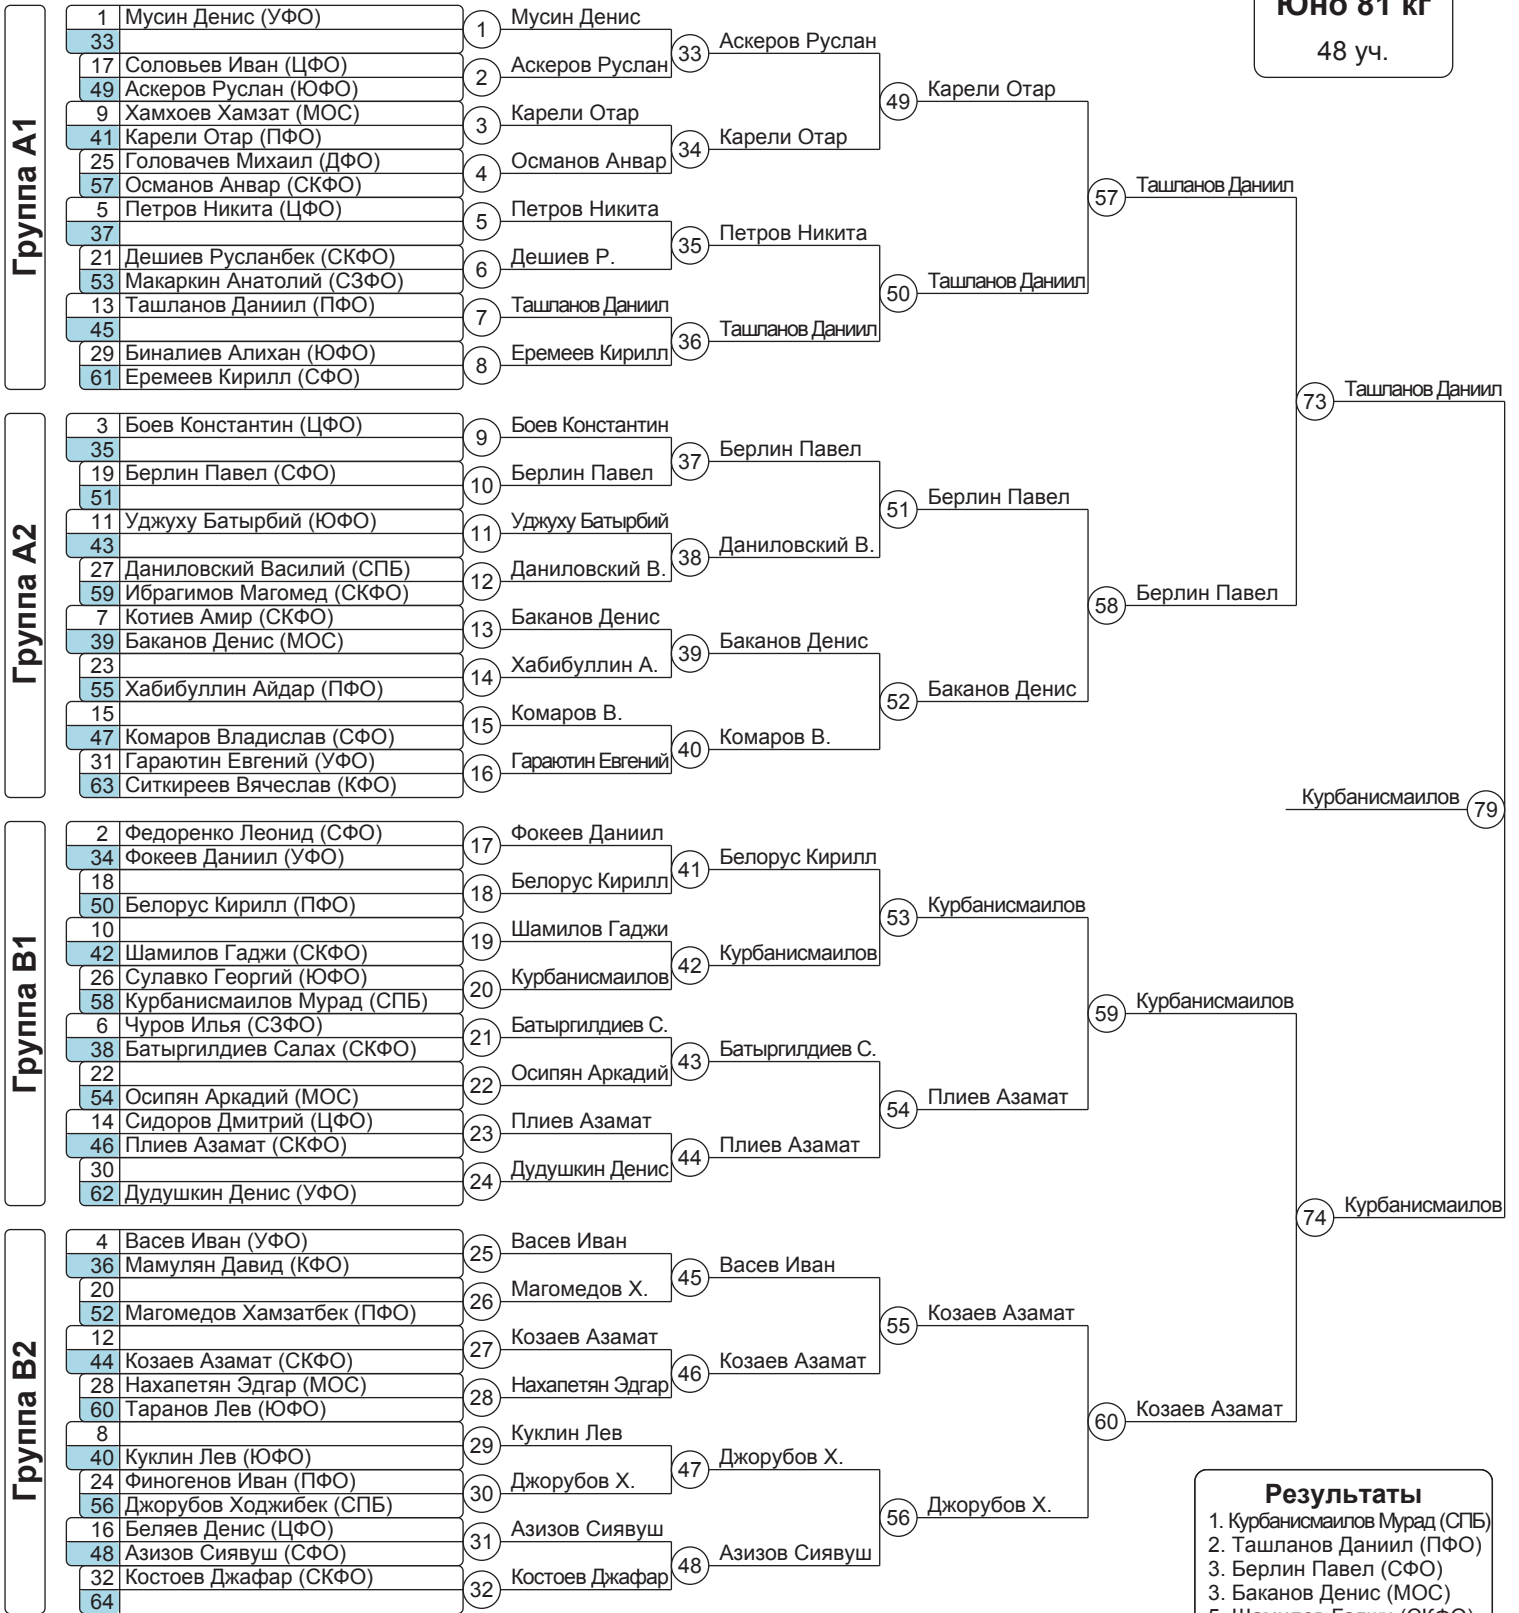 Юно 81 кг
48 уч.
Группа A1
1 Мусин Денис (УФО)
33
1 Мусин Денис
17 Соловьев Иван (ЦФО)
49 Аскеров Руслан (ЮФО)
2 Аскеров Руслан
33 Аскеров Руслан
9 Хамхоев Хамзат (МОС)
41 Карели Отар (ПФО)
3 Карели Отар
25 Головачев Михаил (ДФО)
57 Османов Анвар (СКФО)
4 Османов Анвар
34 Карели Отар
49 Карели Отар
5 Петров Никита (ЦФО)
37
5 Петров Никита
21 Дешиев Русланбек (СКФО)
53 Макаркин Анатолий (СЗФО)
6 Дешиев Р.
35 Петров Никита
13 Ташланов Даниил (ПФО)
45
7 Ташланов Даниил
29 Биналиев Алихан (ЮФО)
61 Еремеев Кирилл (СФО)
8 Еремеев Кирилл
36 Ташланов Даниил
50 Ташланов Даниил
57 Ташланов Даниил
Группа A2
3 Боев Константин (ЦФО)
35
9 Боев Константин
19 Берлин Павел (СФО)
51
10 Берлин Павел
37 Берлин Павел
11 Уджуху Батырбий (ЮФО)
43
11 Уджуху Батырбий
27 Даниловский Василий (СПБ)
59 Ибрагимов Магомед (СКФО)
12 Даниловский В.
38 Даниловский В.
51 Берлин Павел
7 Котиев Амир (СКФО)
39 Баканов Денис (МОС)
13 Баканов Денис
23
55 Хабибуллин Айдар (ПФО)
14 Хабибуллин А.
39 Баканов Денис
15
47 Комаров Владислав (СФО)
15 Комаров В.
31 Гараютин Евгений (УФО)
63 Ситкиреев Вячеслав (КФО)
16 Гараютин Евгений
40 Комаров В.
52 Баканов Денис
58 Берлин Павел
73 Ташланов Даниил
Группа B1
2 Федоренко Леонид (СФО)
34 Фокеев Даниил (УФО)
17 Фокеев Даниил
18
50 Белорус Кирилл (ПФО)
18 Белорус Кирилл
41 Белорус Кирилл
10
42 Шамилов Гаджи (СКФО)
19 Шамилов Гаджи
26 Сулавко Георгий (ЮФО)
58 Курбанисмаилов Мурад (СПБ)
20 Курбанисмаилов
42 Курбанисмаилов
53 Курбанисмаилов
6 Чуров Илья (СЗФО)
38 Батыргилдиев Салах (СКФО)
21 Батыргилдиев С.
22
54 Осипян Аркадий (МОС)
22 Осипян Аркадий
43 Батыргилдиев С.
14 Сидоров Дмитрий (ЦФО)
46 Плиев Азамат (СКФО)
23 Плиев Азамат
30
62 Дудушкин Денис (УФО)
24 Дудушкин Денис
44 Плиев Азамат
54 Плиев Азамат
59 Курбанисмаилов
Группа B2
4 Васев Иван (УФО)
36 Мамулян Давид (КФО)
25 Васев Иван
20
52 Магомедов Хамзатбек (ПФО)
26 Магомедов Х.
45 Васев Иван
12
44 Козаев Азамат (СКФО)
27 Козаев Азамат
28 Нахапетян Эдгар (МОС)
60 Таранов Лев (ЮФО)
28 Нахапетян Эдгар
46 Козаев Азамат
55 Козаев Азамат
8
40 Куклин Лев (ЮФО)
29 Куклин Лев
24 Финогенов Иван (ПФО)
56 Джорубов Ходжибек (СПБ)
30 Джорубов Х.
47 Джорубов Х.
16 Беляев Денис (ЦФО)
48 Азизов Сиявуш (СФО)
31 Азизов Сиявуш
32 Костоев Джафар (СКФО)
64
32 Костоев Джафар
48 Азизов Сиявуш
56 Джорубов Х.
60 Козаев Азамат
74 Курбанисмаилов
Курбанисмаилов 79
Результаты
1. Курбанисмаилов Мурад (СПБ)
2. Ташланов Даниил (ПФО)
3. Берлин Павел (СФО)
3. Баканов Денис (МОС)
5. Шамилов Гаджи (СКФО)